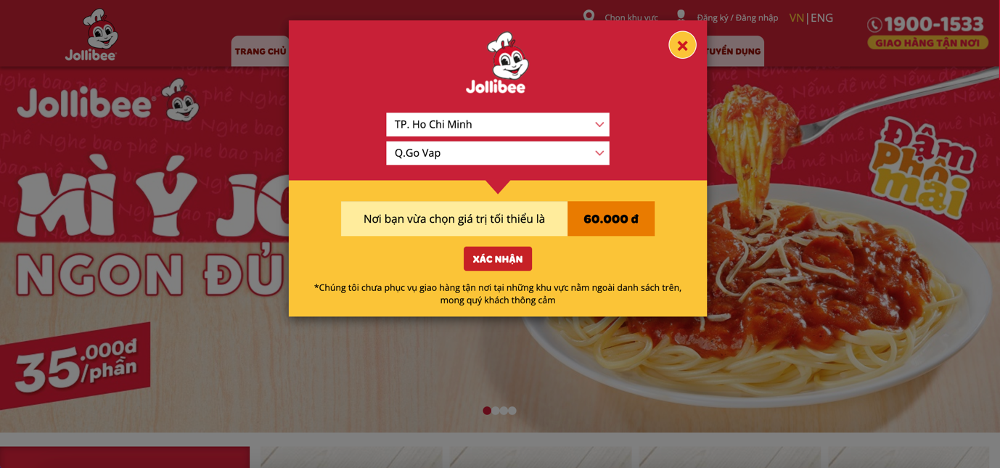 Chọn khu vực
Đăng ký / Đăng nhập
VN|ENG
1900-1533
GIAO HÀNG TẬN NƠI
Jollibee
TRANG CHỦ
TUYỂN DỤNG
Jollibee
TP. Ho Chi Minh
Q.Go Vap
Nơi bạn vừa chọn giá trị tối thiểu là
60.000 đ
XÁC NHẬN
*Chúng tôi chưa phục vụ giao hàng tận nơi tại những khu vực nằm ngoài danh sách trên,
mong quý khách thông cảm
Jollibee
MÌ Ý JO
NGON ĐỦ
35.000đ
/phần
Đậm
Phô
mai